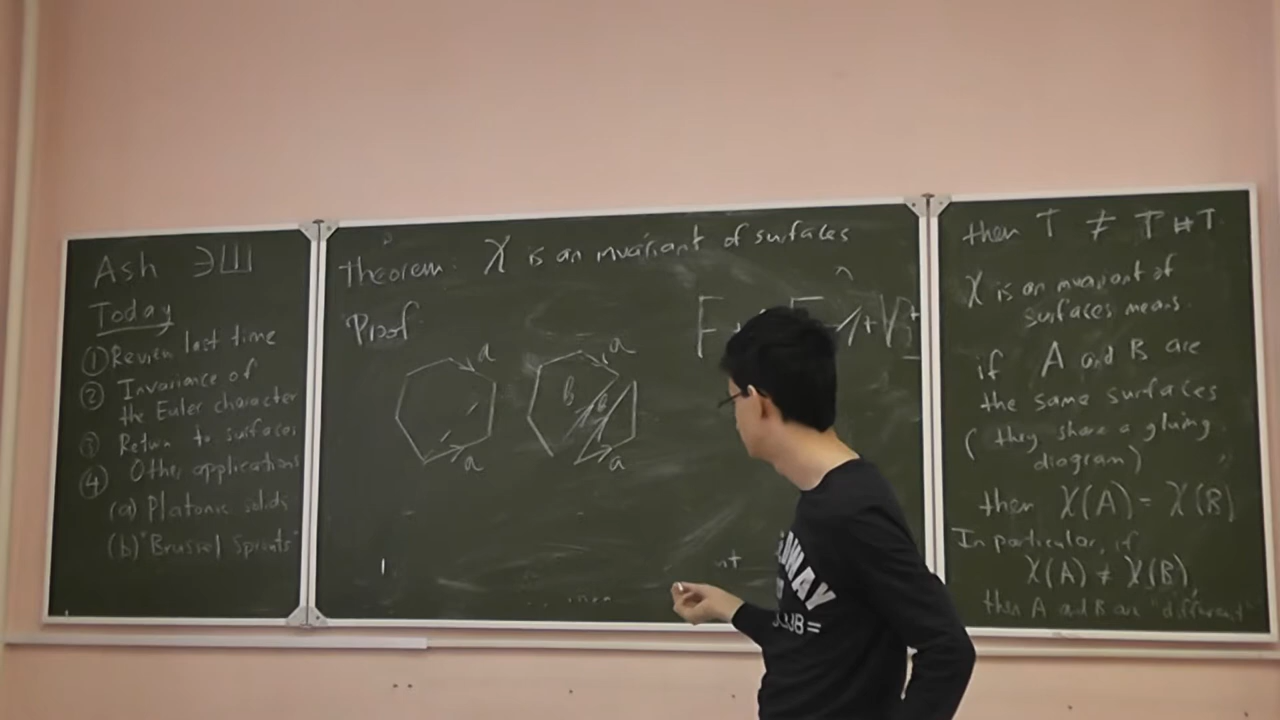 Ash ЭШ
Today
① Review last time
② Invariance of
the Euler character
③ Return to surfaces
④ Other applications
(a) Platonic solids
(b) "Brussel Sprouts"
Theorem: χ is an invariant of surfaces
Proof
a
a
a
b
a
F
+V
then T ≠ T # T
χ is an invariant of
surfaces means.
if A and B are
the same surfaces
(they share a gluing
diagram)
then χ(A) = χ(B)
In particular, if
χ(A) ≠ χ(B)
then A and B are "different"